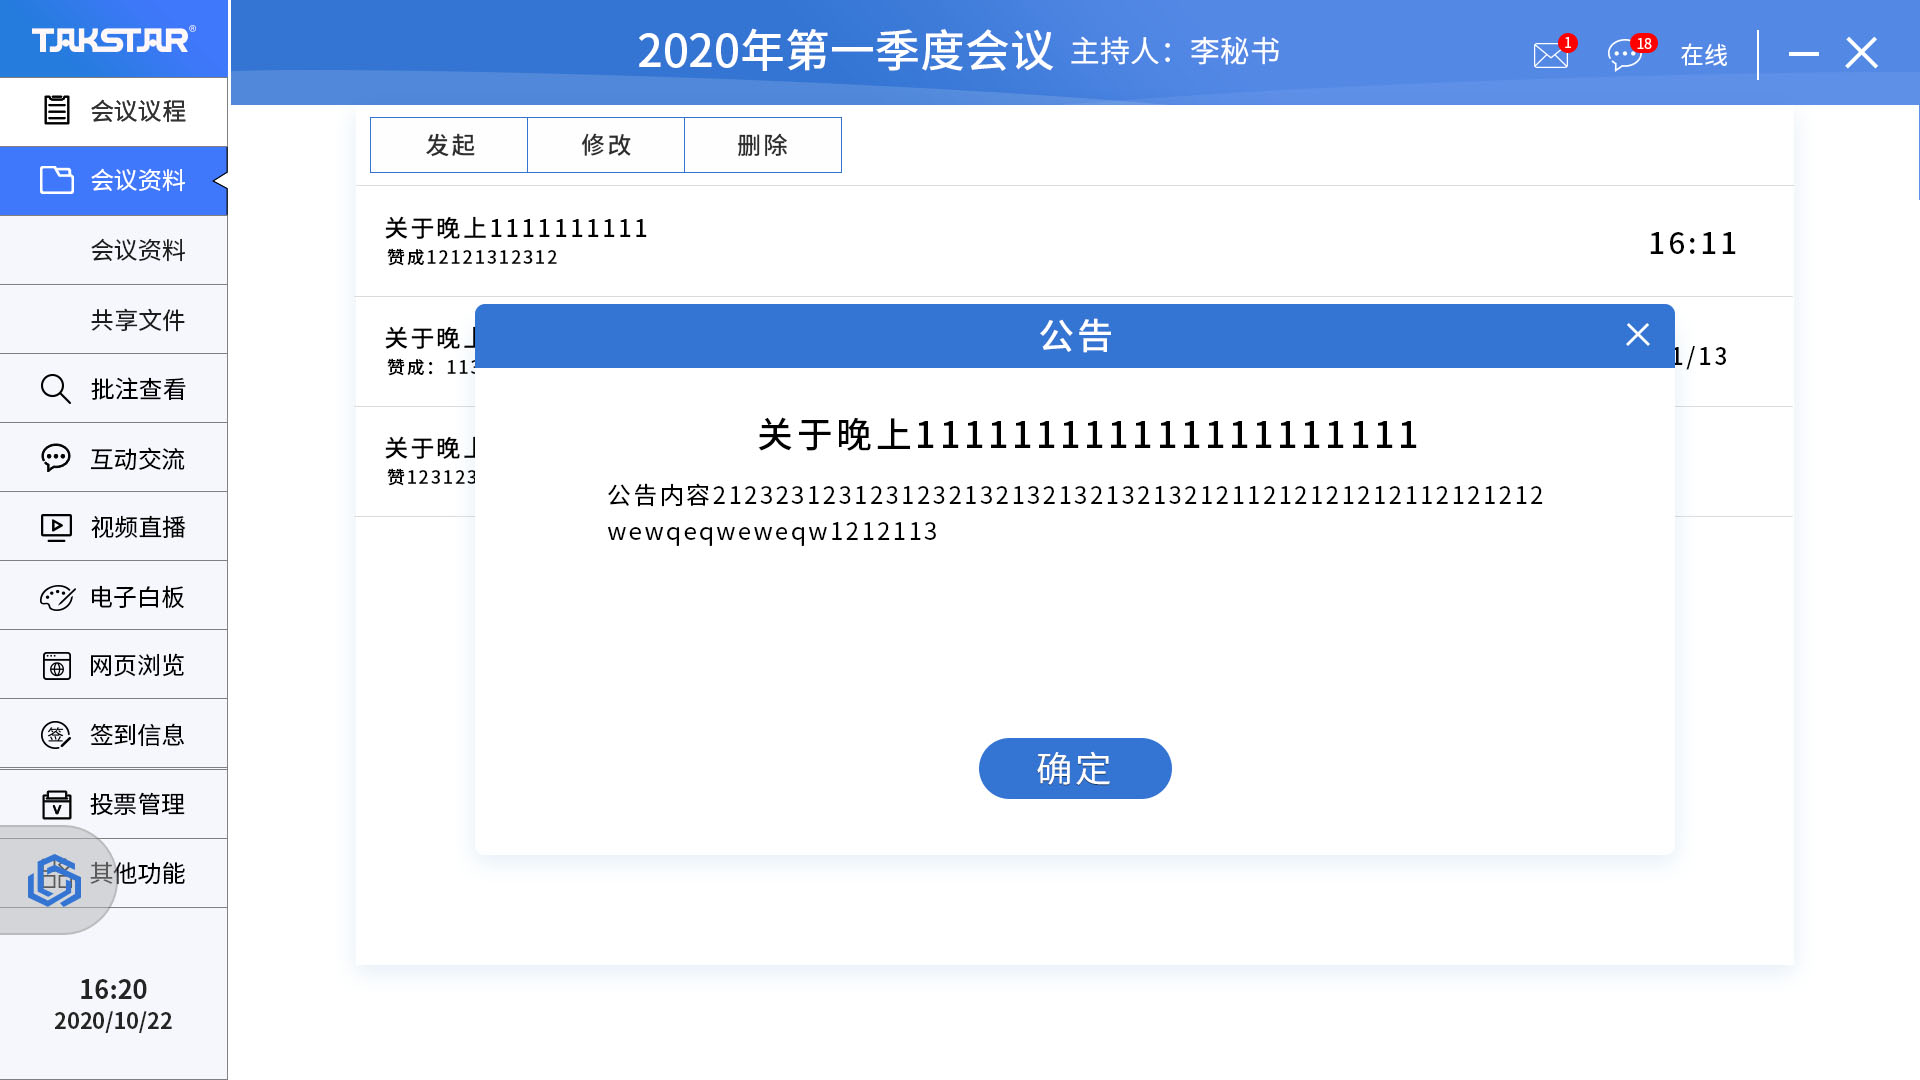 TAKSTAR®
2020年第一季度会议 主持人：李秘书
1
18
在线
会议议程
会议资料
会议资料
共享文件
批注查看
互动交流
视频直播
电子白板
网页浏览
签
签到信息
V
投票管理
其他功能
16:20
2020/10/22
发起 修改 删除
关于晚上1111111111
赞成12121312312
16:11
关于晚上
赞成：113
1/13
关于晚上
赞123123
公告
关于晚上111111111111111111111
公告内容21232312312312321321321321321321211212121212112121212
wewqeqweweqw1212113
确定